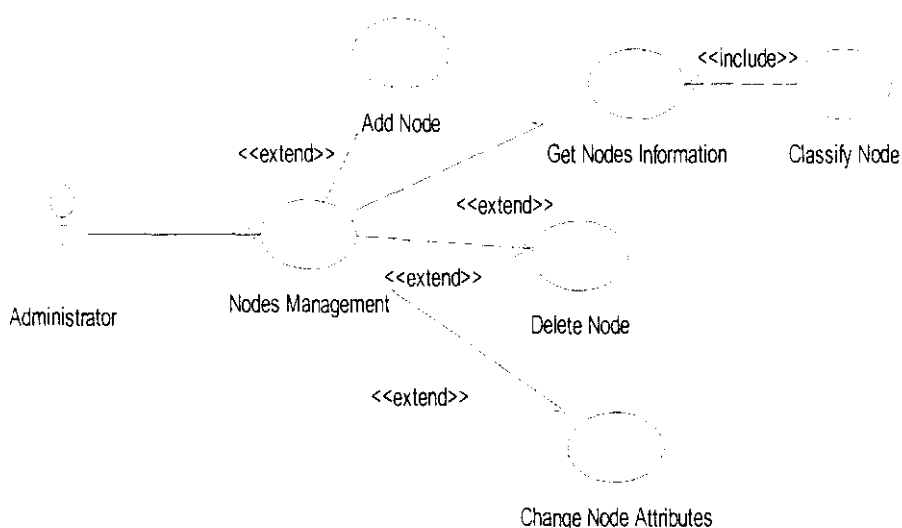 <<include>>
Add Node
<<extend>>
Get Nodes Information
Classify Node
<<extend>>
<<extend>>
Administrator
Nodes Management
Delete Node
<<extend>>
Change Node Attributes